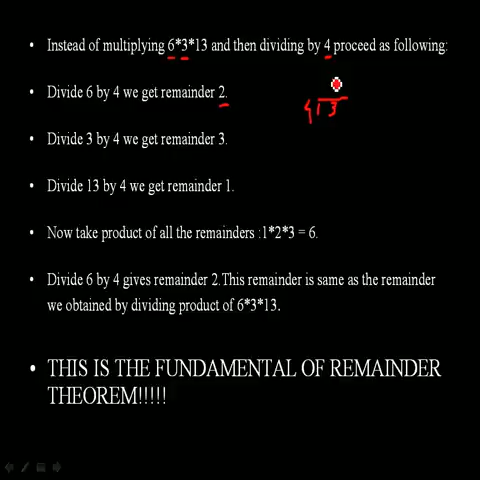 • Instead of multiplying 6*3*13 and then dividing by 4 proceed as following:
• Divide 6 by 4 we get remainder 2.
4 13
• Divide 3 by 4 we get remainder 3.
• Divide 13 by 4 we get remainder 1.
• Now take product of all the remainders :1*2*3 = 6.
• Divide 6 by 4 gives remainder 2.This remainder is same as the remainder
we obtained by dividing product of 6*3*13.
• THIS IS THE FUNDAMENTAL OF REMAINDER
THEOREM!!!!!